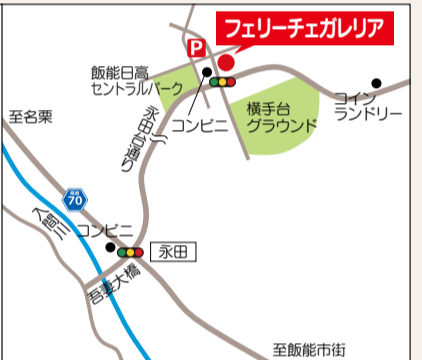 フェリーチェガレリア
P
飯能日高
セントラルパーク
コンビニ
横手台
グラウンド
コイン
ランドリー
永田台通り
至名栗
県道
70
入間川
コンビニ
永田
吾妻大橋
至飯能市街